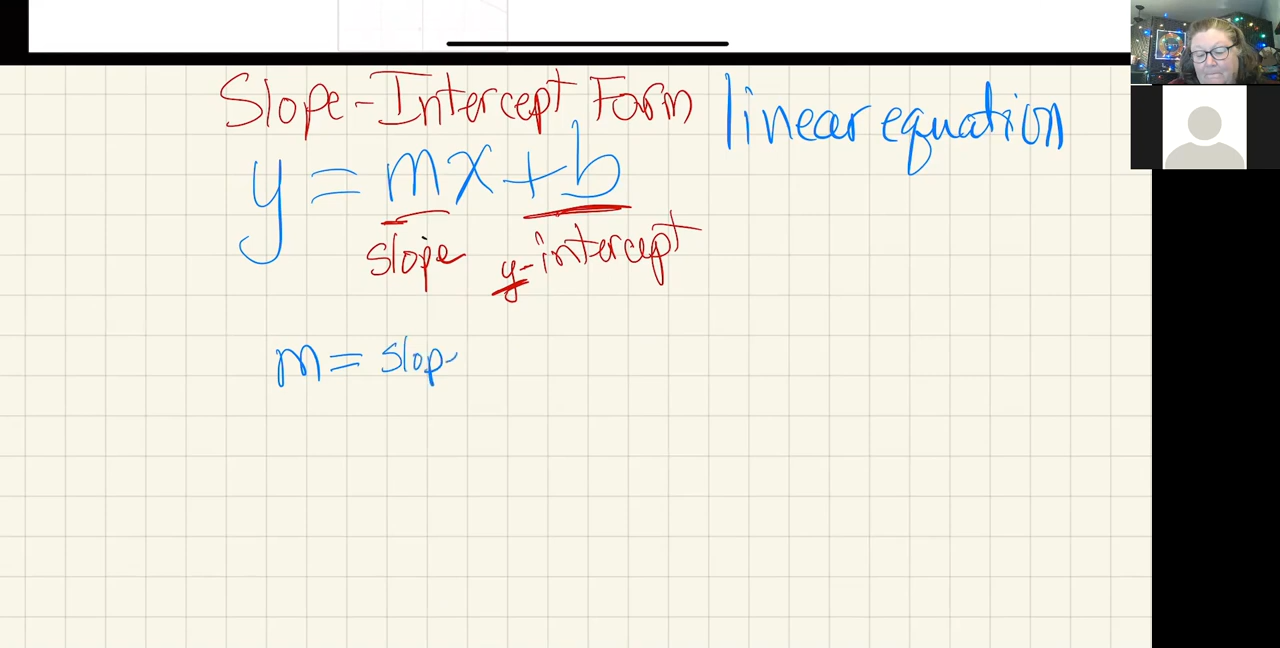 Slope-Intercept Form linear equation
y = mx + b
slope y-intercept
m = slop